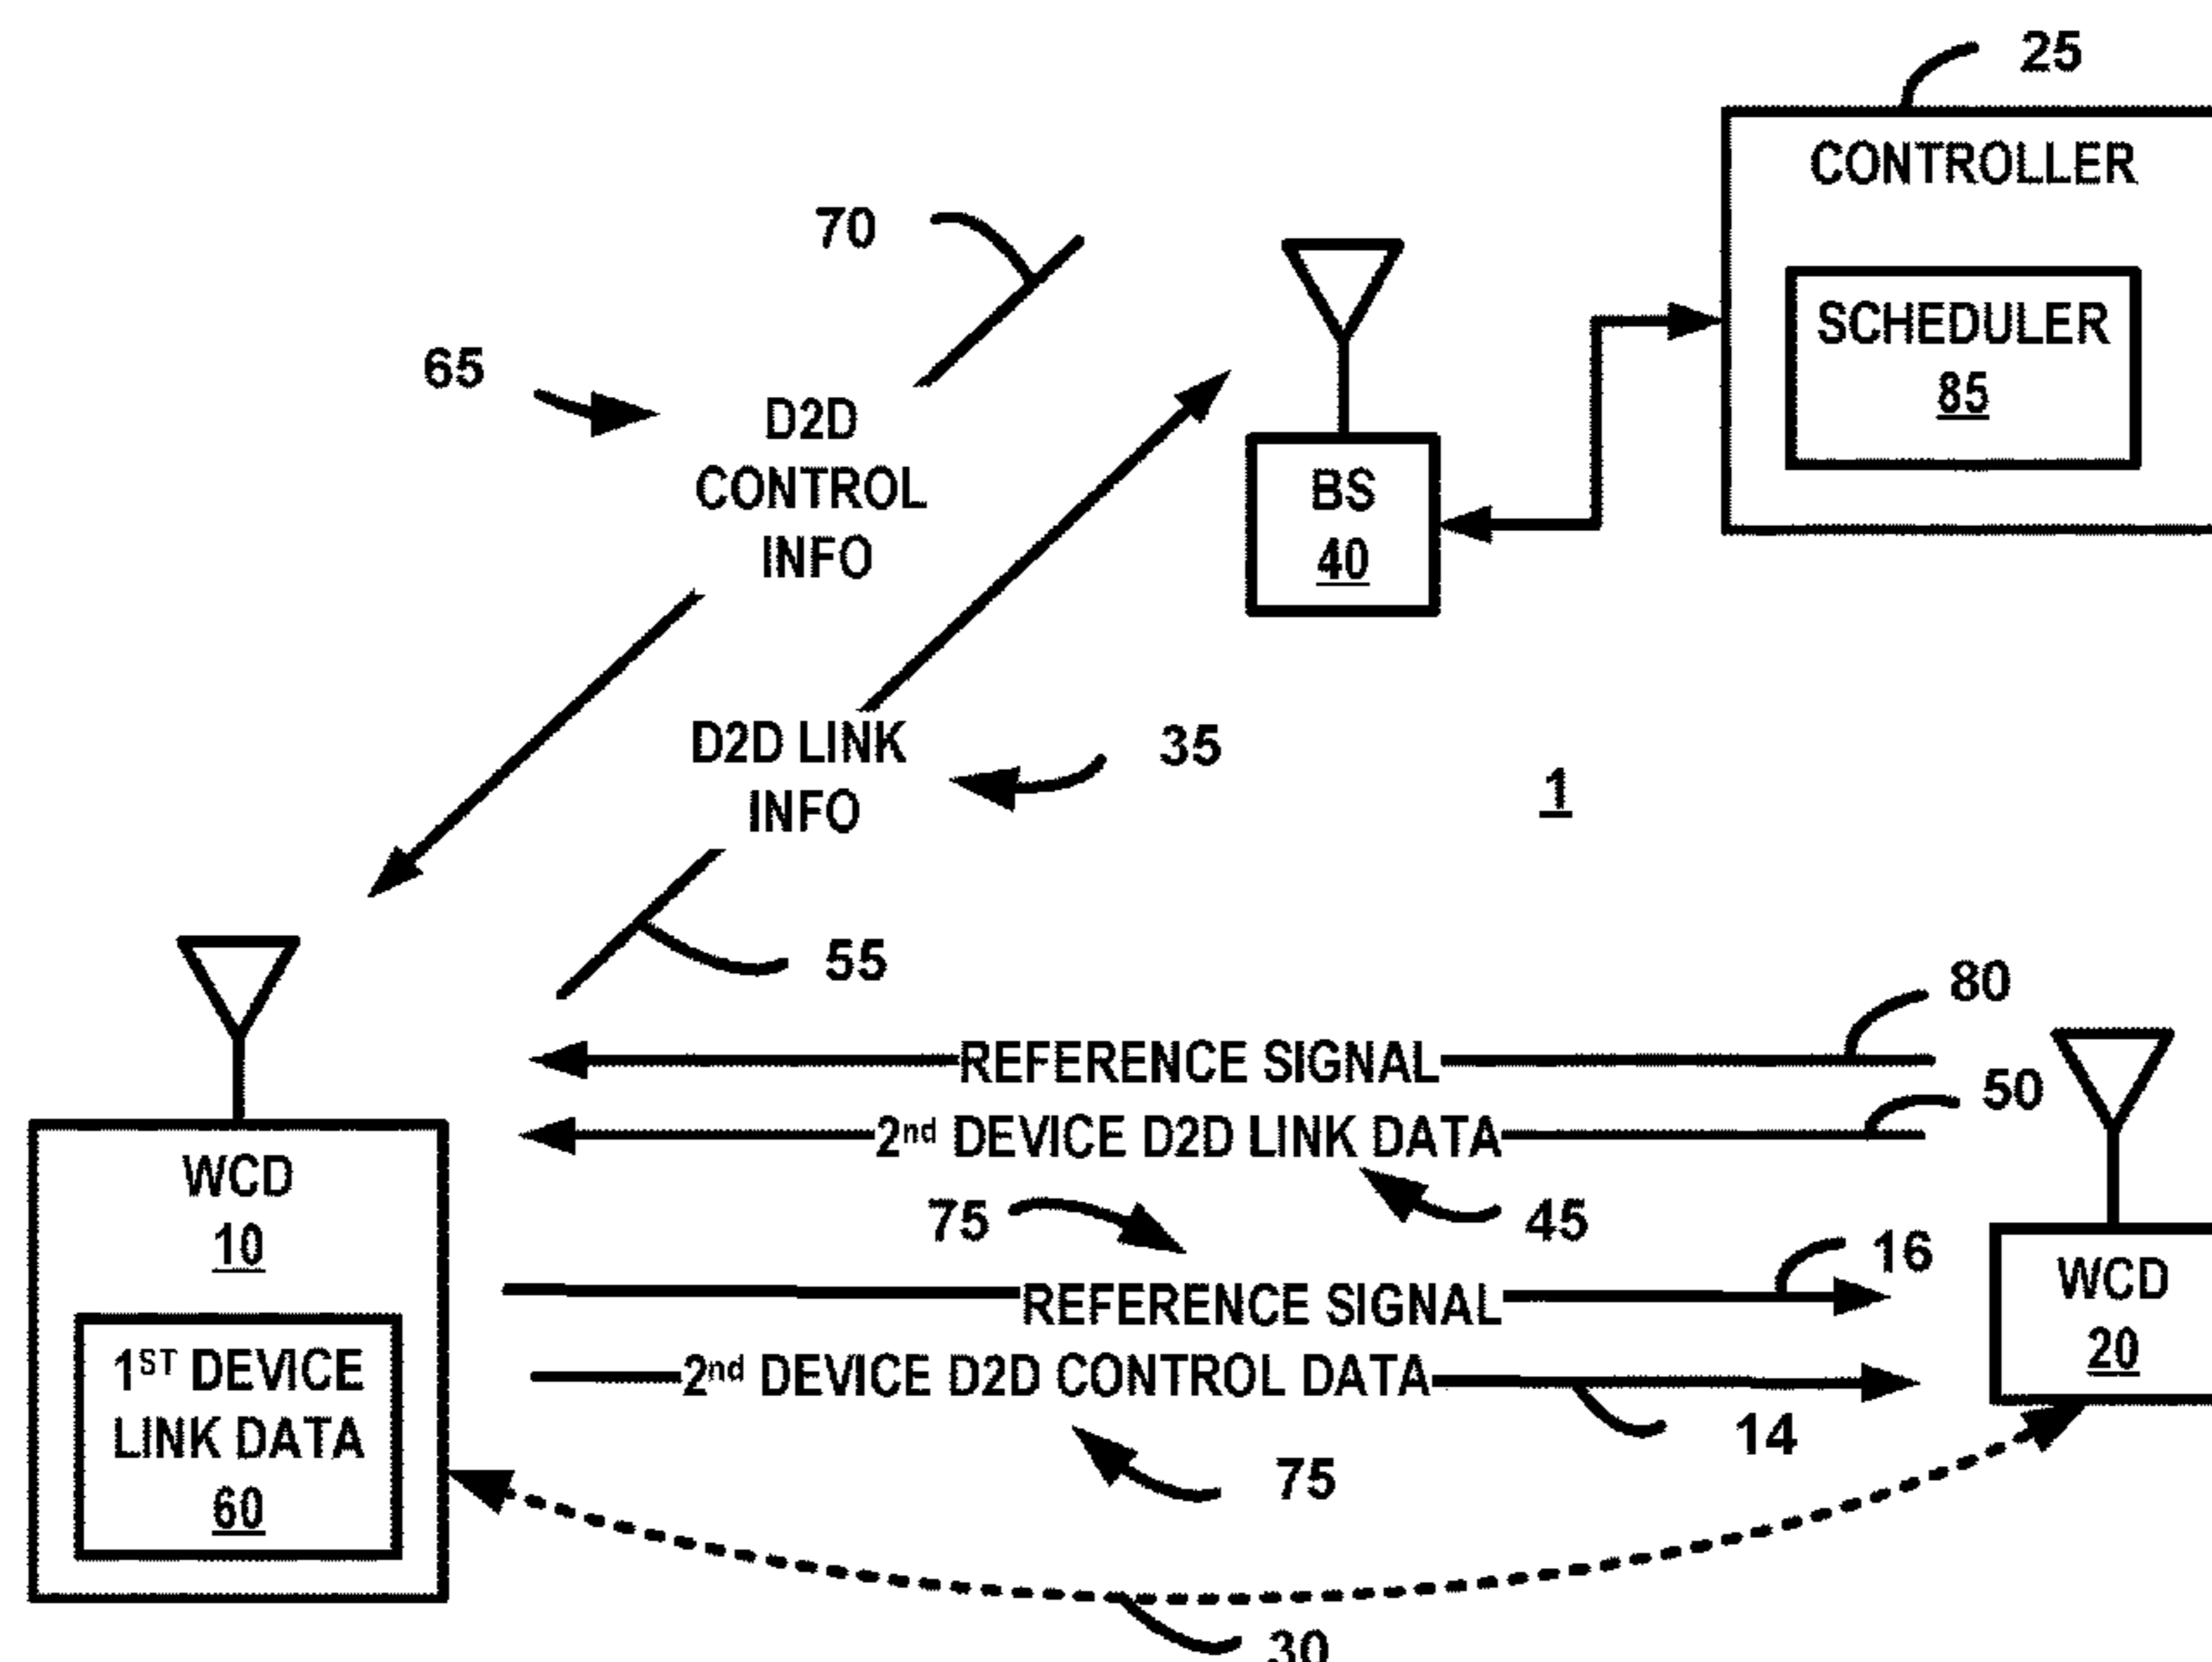 25
CONTROLLER
SCHEDULER
85
70
65
D2D
CONTROL
INFO
BS
40
D2D LINK
INFO
35
1
55
80
REFERENCE SIGNAL
50
2nd DEVICE D2D LINK DATA
75
45
16
WCD
10
WCD
20
REFERENCE SIGNAL
2nd DEVICE D2D CONTROL DATA
1ST DEVICE
LINK DATA
60
14
75
30